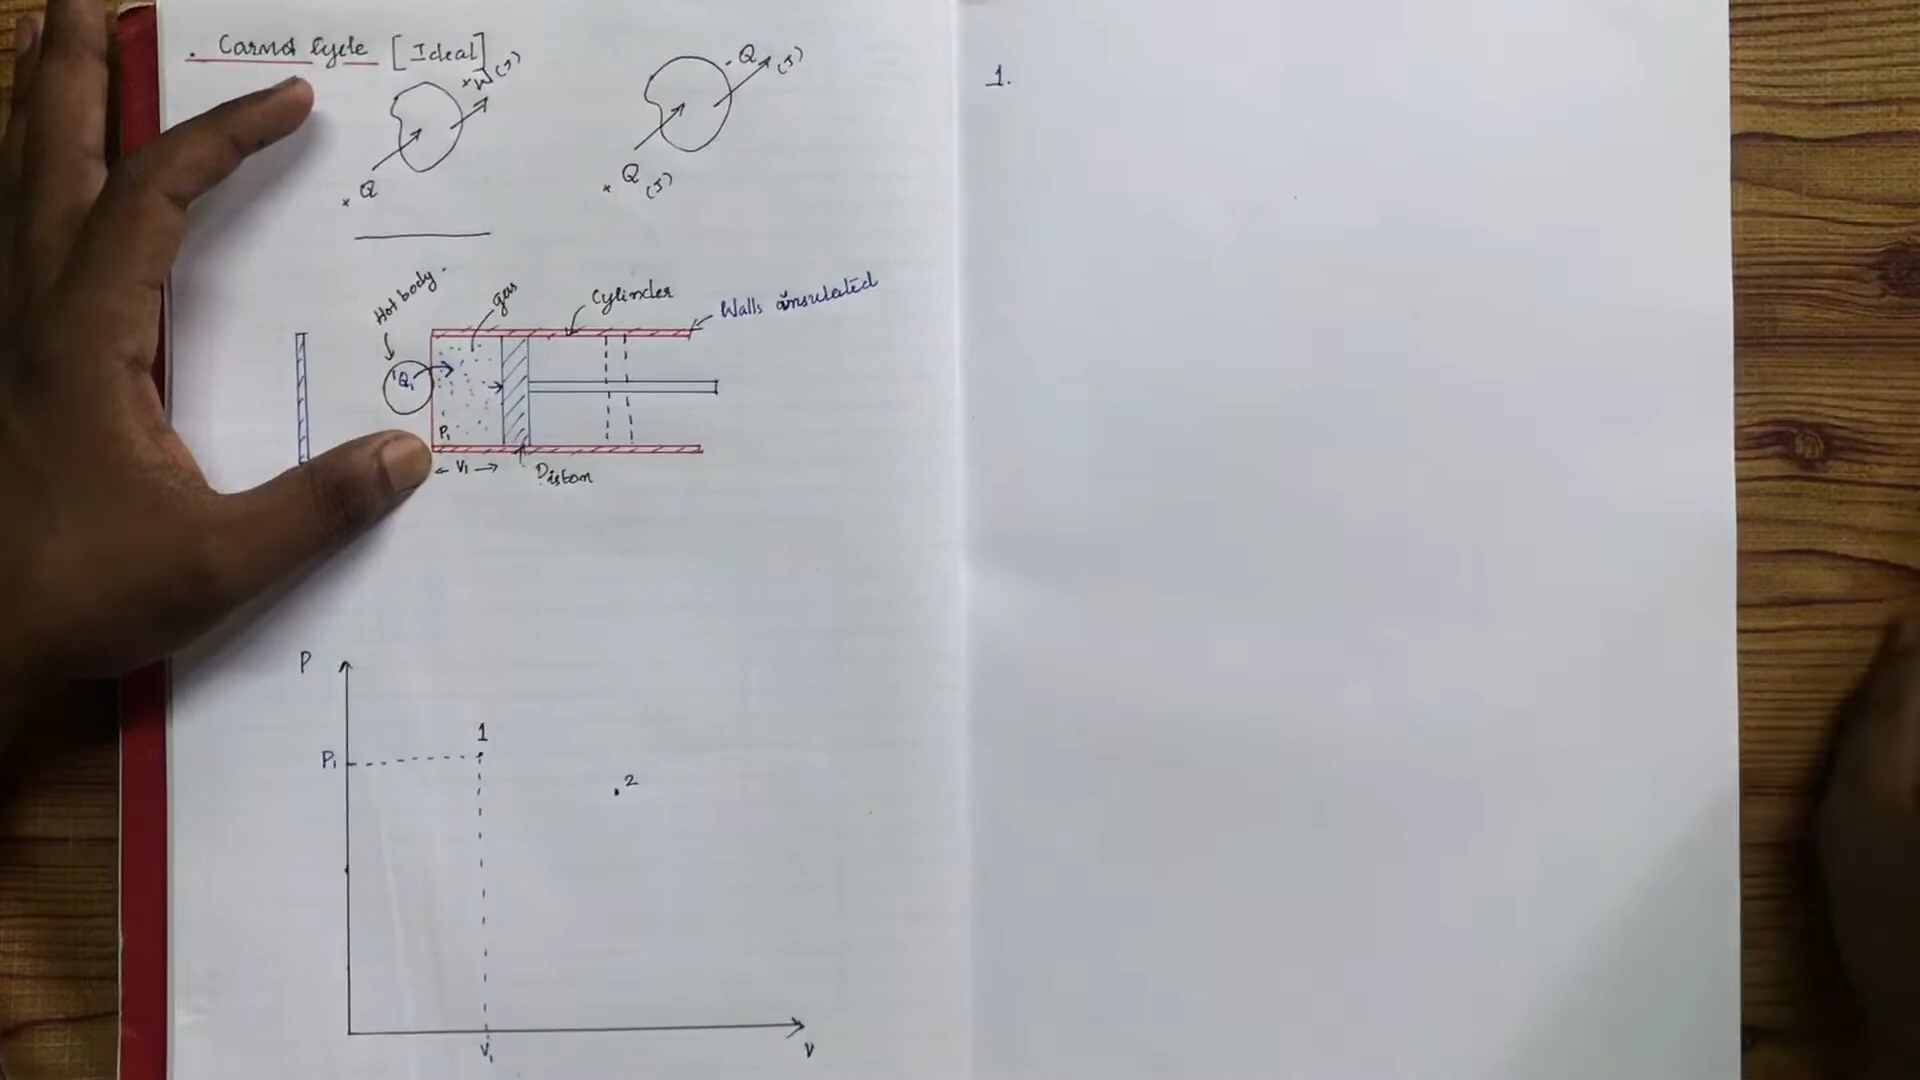 . Carnot Cycle [Ideal]
+W (J)
- Q (J)
+ Q
+ Q (J)
1.
Hot body
gas
Cylinder
Walls insulated
Q₁
P₁
← V₁ →
Piston
P
1
P₁
2
V₁
V